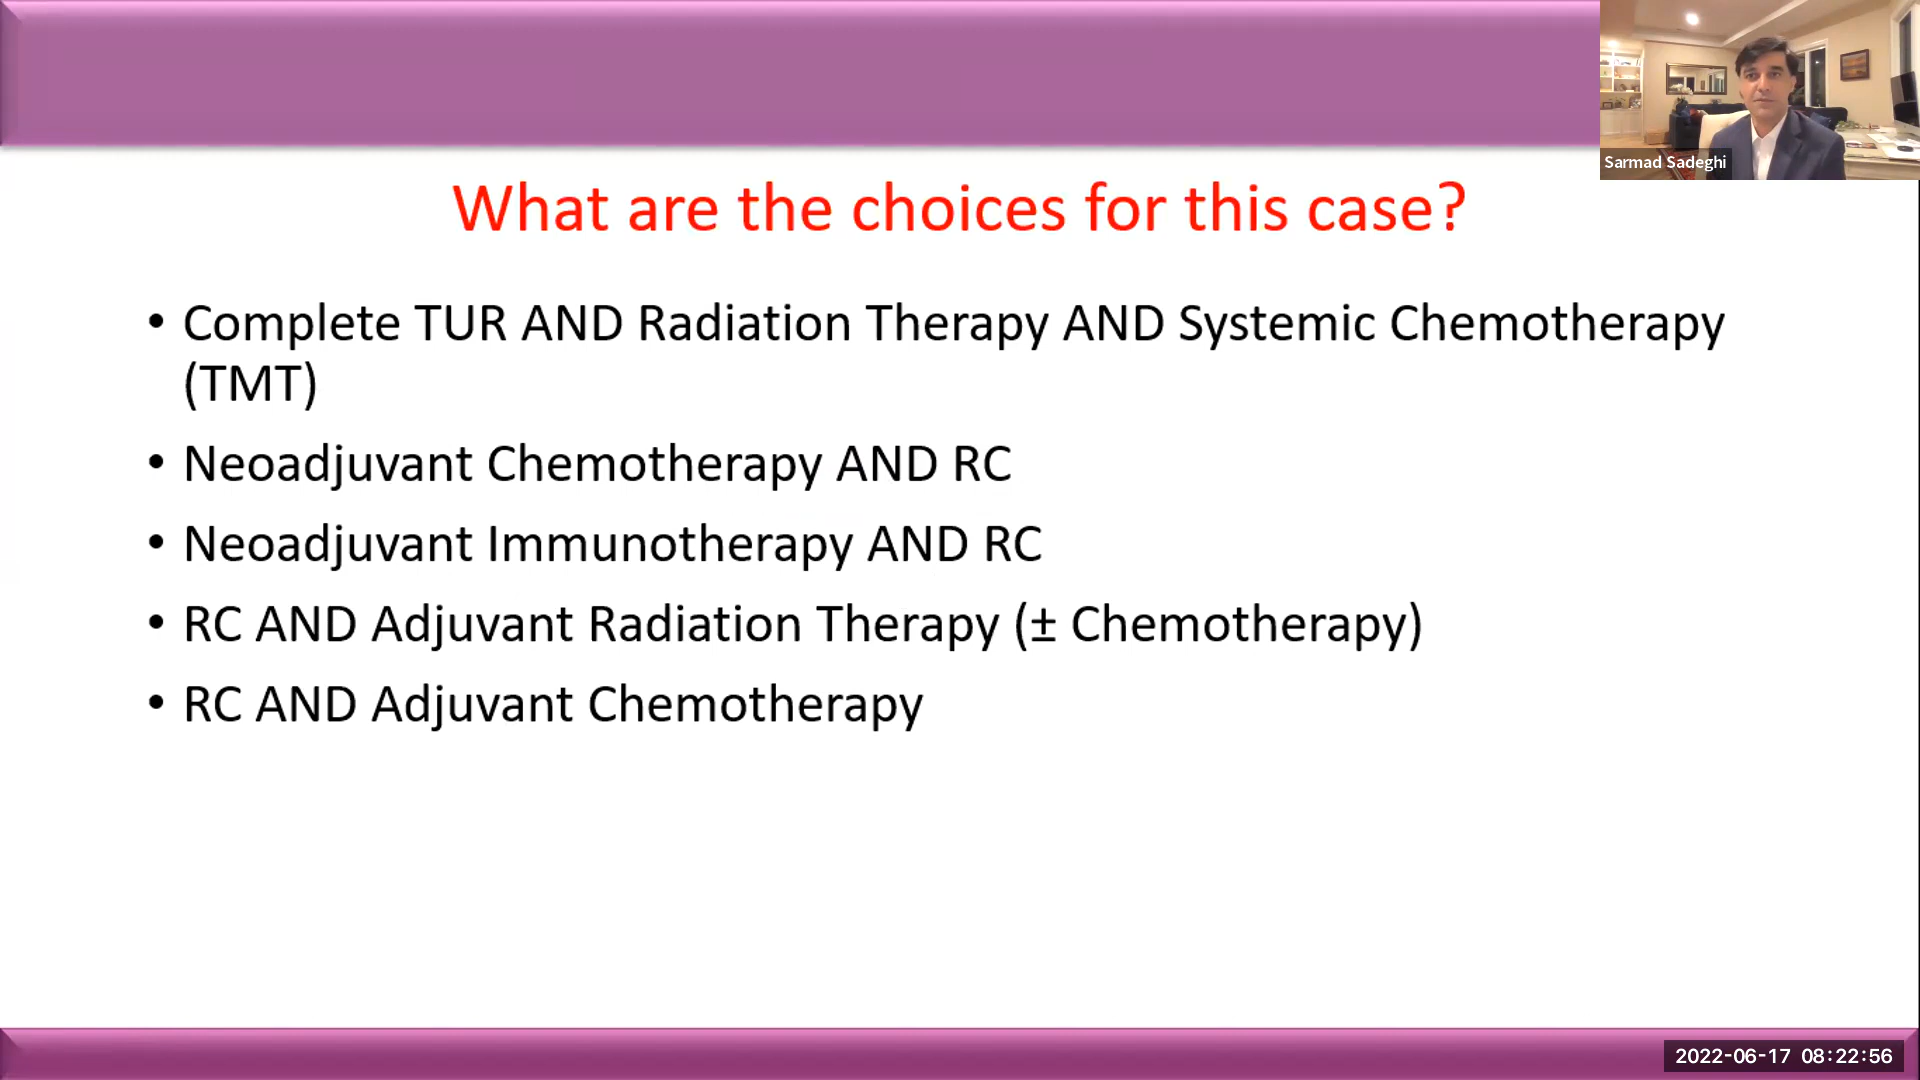 Sarmad Sadeghi
What are the choices for this case?
• Complete TUR AND Radiation Therapy AND Systemic Chemotherapy
(TMT)
• Neoadjuvant Chemotherapy AND RC
• Neoadjuvant Immunotherapy AND RC
• RC AND Adjuvant Radiation Therapy (± Chemotherapy)
• RC AND Adjuvant Chemotherapy
2022-06-17 08:22:56